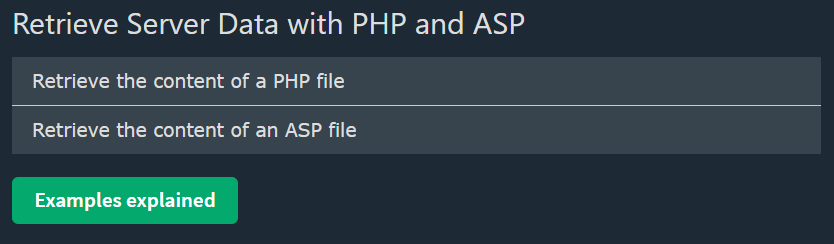 Retrieve Server Data with PHP and ASP
Retrieve the content of a PHP file
Retrieve the content of an ASP file
Examples explained